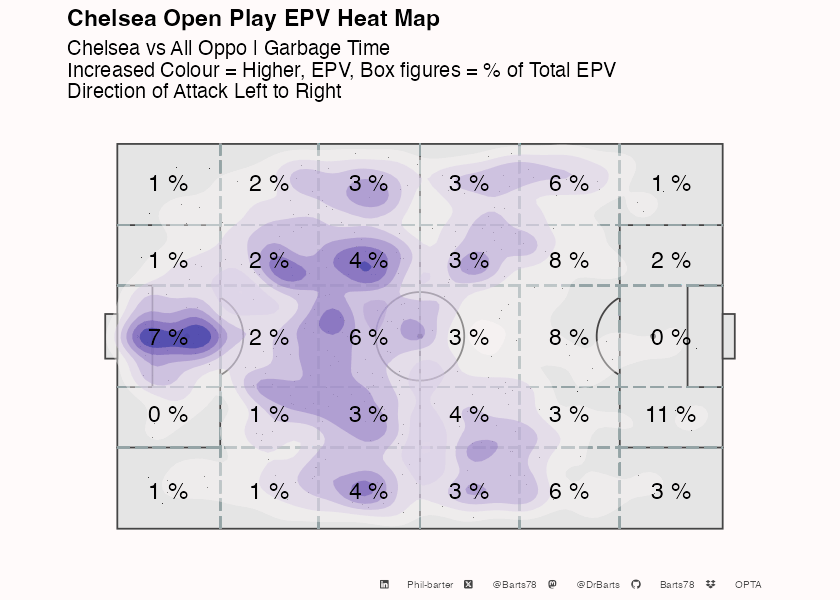 Chelsea Open Play EPV Heat Map
Chelsea vs All Oppo | Garbage Time
Increased Colour = Higher, EPV, Box figures = % of Total EPV
Direction of Attack Left to Right
1 % 2 % 3 % 3 % 6 % 1 %
1 % 2 % 4 % 3 % 8 % 2 %
7 % 2 % 6 % 3 % 8 % 0 %
0 % 1 % 3 % 4 % 3 % 11 %
1 % 1 % 4 % 3 % 6 % 3 %
Phil-barter @Barts78 @DrBarts Barts78 OPTA